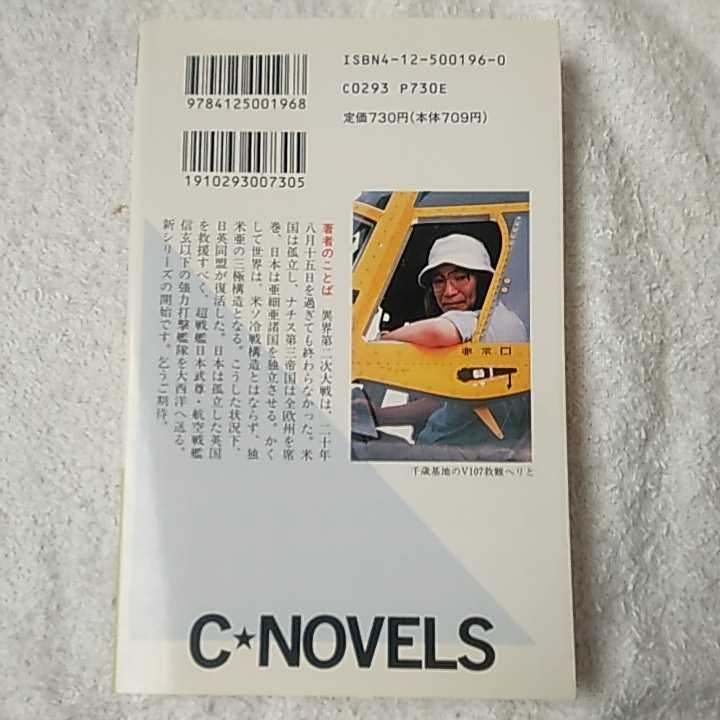 ISBN4-12-500196-0
C0293 P730E
定価730円(本体709円)
9784125001968
1910293007305
著者のことば 異界第二次大戦は、二十年
八月十五日を過ぎても終わらなかった。米
国は孤立し、ナチス第三帝国は全欧州を席
巻、日本は亜細亜諸国を独立させる。かく
して世界は、米ソ冷戦構造とはならず、独
米亜の三極構造となる。こうした状況下、
日英同盟が復活した。日本は孤立した英国
を救援すべく、超戦艦日本武尊・航空戦艦
信玄以下の強力打撃艦隊を大西洋へ送る。
新シリーズの開始です。乞うご期待。
千歳基地のV107救難ヘリと
C★NOVELS